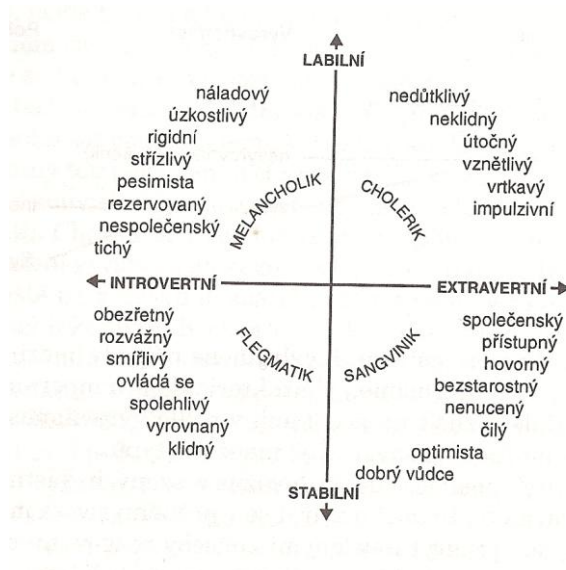 LABILNÍ
náladový
úzkostlivý
rigidní
střízlivý
pesimista
rezervovaný
nespolečenský
tichý
MELANCHOLIK
nedůtklivý
neklidný
útočný
vznětlivý
vrtkavý
impulzivní
CHOLERIK
INTROVERTNÍ
EXTRAVERTNÍ
obezřetný
rozvážný
smířlivý
ovládá se
spolehlivý
vyrovnaný
klidný
FLEGMATIK
společenský
přístupný
hovorný
bezstarostný
nenucený
čilý
optimista
dobrý vůdce
SANGVINIK
STABILNÍ